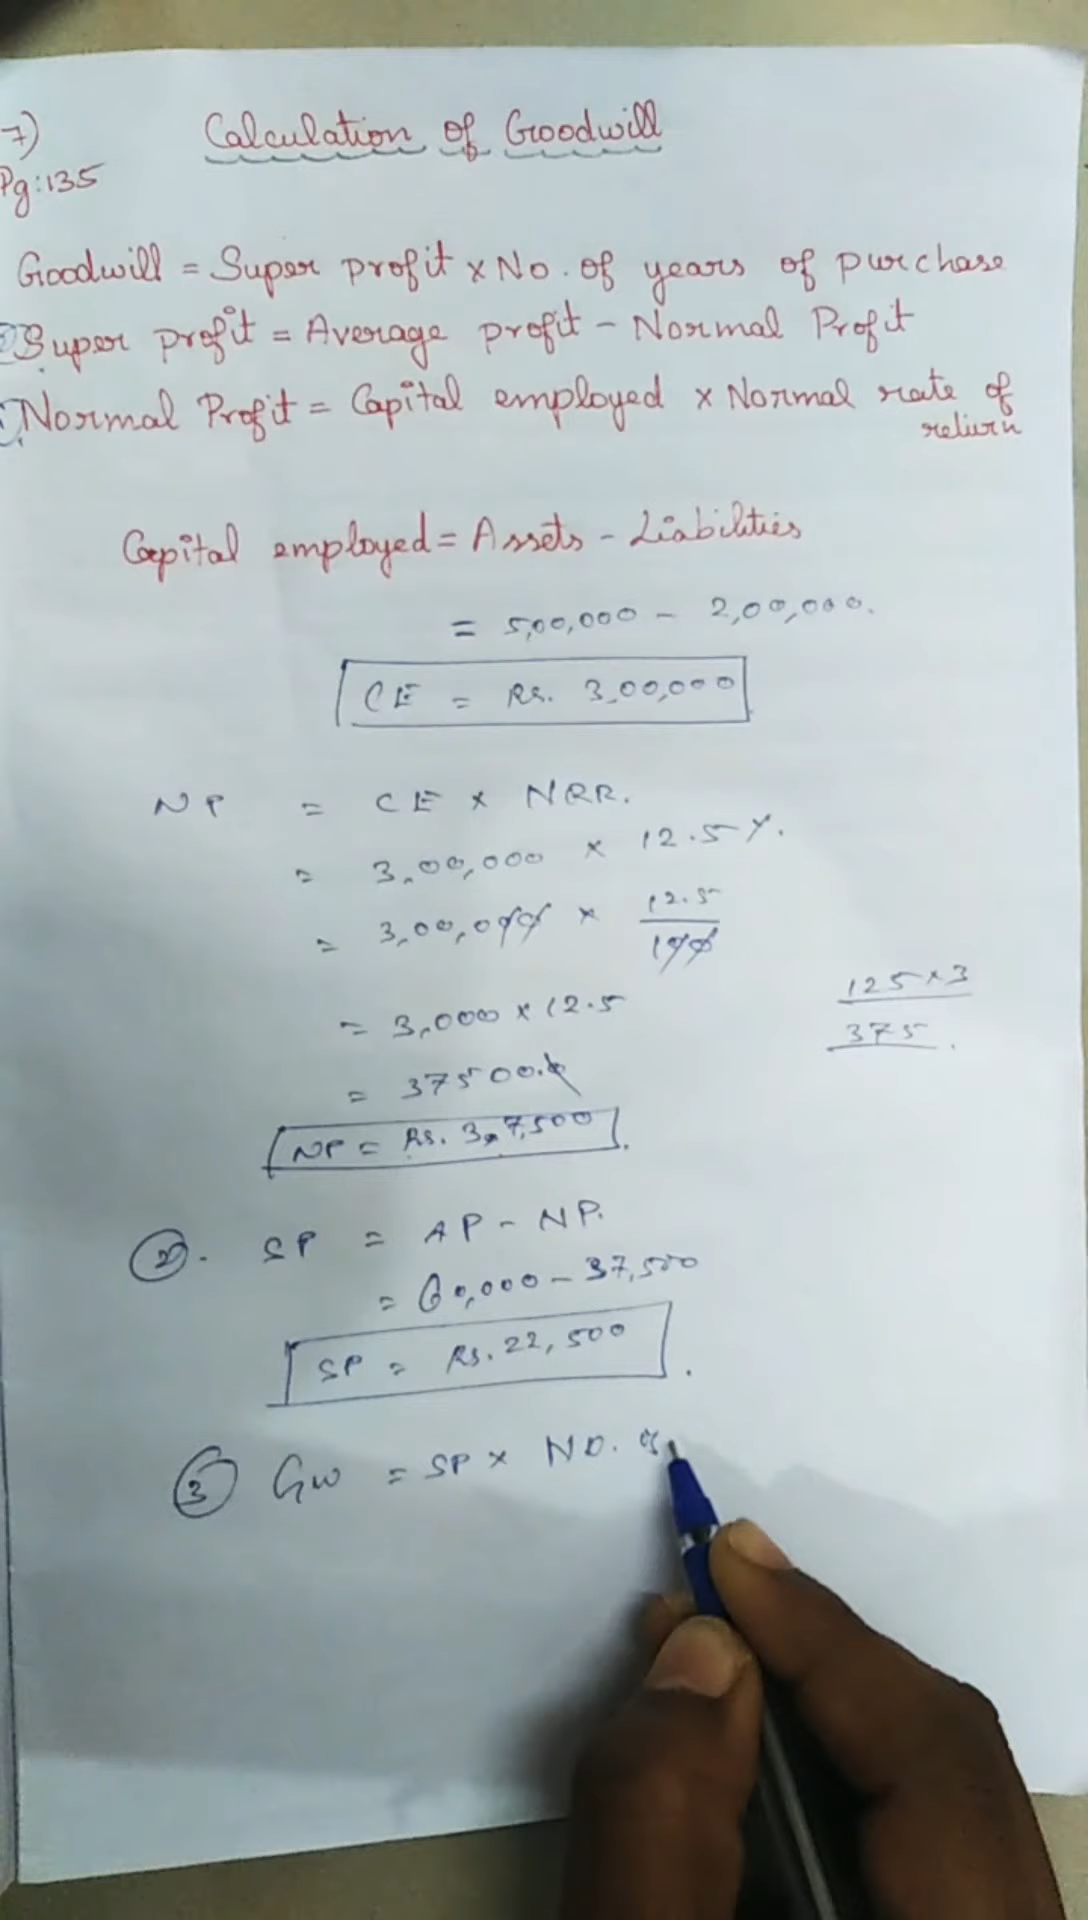 7)
Calculation of Goodwill
Pg:135
Goodwill = Super profit x No. of years of purchase
② Super profit = Average profit - Normal Profit
Normal Profit = Capital employed x Normal rate of
return
Capital employed = Assets - Liabilities
= 5,00,000 - 2,00,000.
CE = Rs. 3,00,000
NP = CE x NRR.
= 3,00,000 x 12.5%.
= 3,00,000 x 12.5
100
= 3,000 x 12.5
125 x 3
375.
= 37500.
NP = Rs. 37,500.
②. SP = AP - NP.
= 60,000 - 37,500
SP = Rs. 22,500.
③ GW = SP x NO.